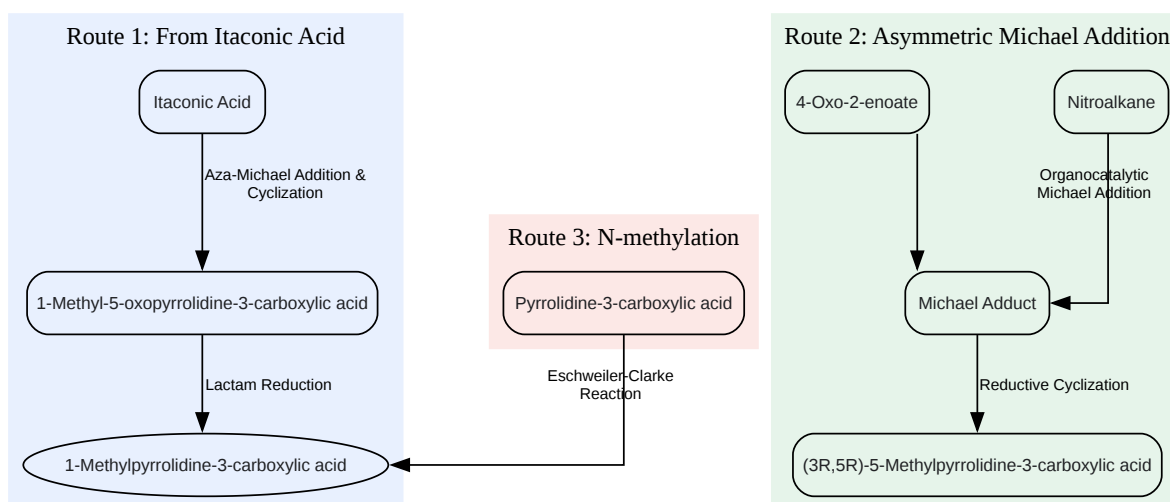 Route 1: From Itaconic Acid
Itaconic Acid
Aza-Michael Addition &
Cyclization
1-Methyl-5-oxopyrrolidine-3-carboxylic acid
Lactam Reduction
1-Methylpyrrolidine-3-carboxylic acid
Route 3: N-methylation
Pyrrolidine-3-carboxylic acid
Eschweiler-Clarke
Reaction
Route 2: Asymmetric Michael Addition
4-Oxo-2-enoate
Nitroalkane
Organocatalytic
Michael Addition
Michael Adduct
Reductive Cyclization
(3R,5R)-5-Methylpyrrolidine-3-carboxylic acid